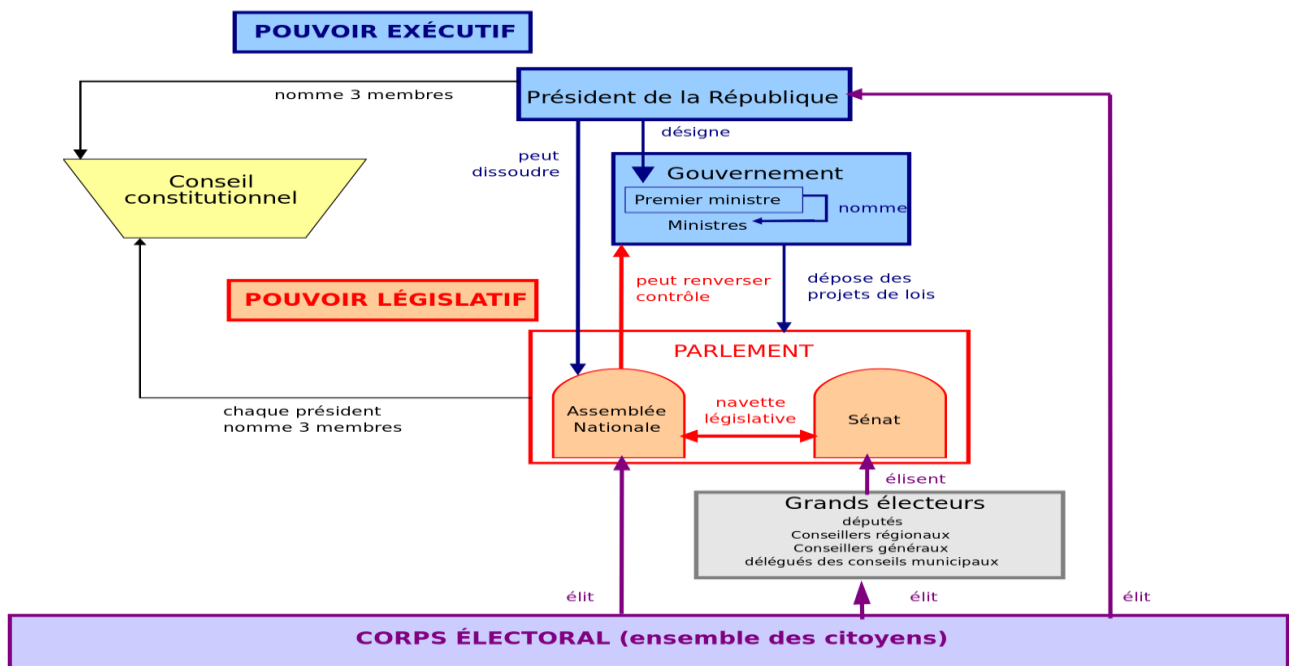 POUVOIR EXÉCUTIF
nomme 3 membres
Président de la République
désigne
peut
dissoudre
Gouvernement
Premier ministre
nomme
Ministres
Conseil
constitutionnel
peut renverser
contrôle
dépose des
projets de lois
POUVOIR LÉGISLATIF
PARLEMENT
chaque président
nomme 3 membres
Assemblée
Nationale
navette
législative
Sénat
élisent
Grands électeurs
députés
Conseillers régionaux
Conseillers généraux
délégués des conseils municipaux
élit
élit
élit
CORPS ÉLECTORAL (ensemble des citoyens)